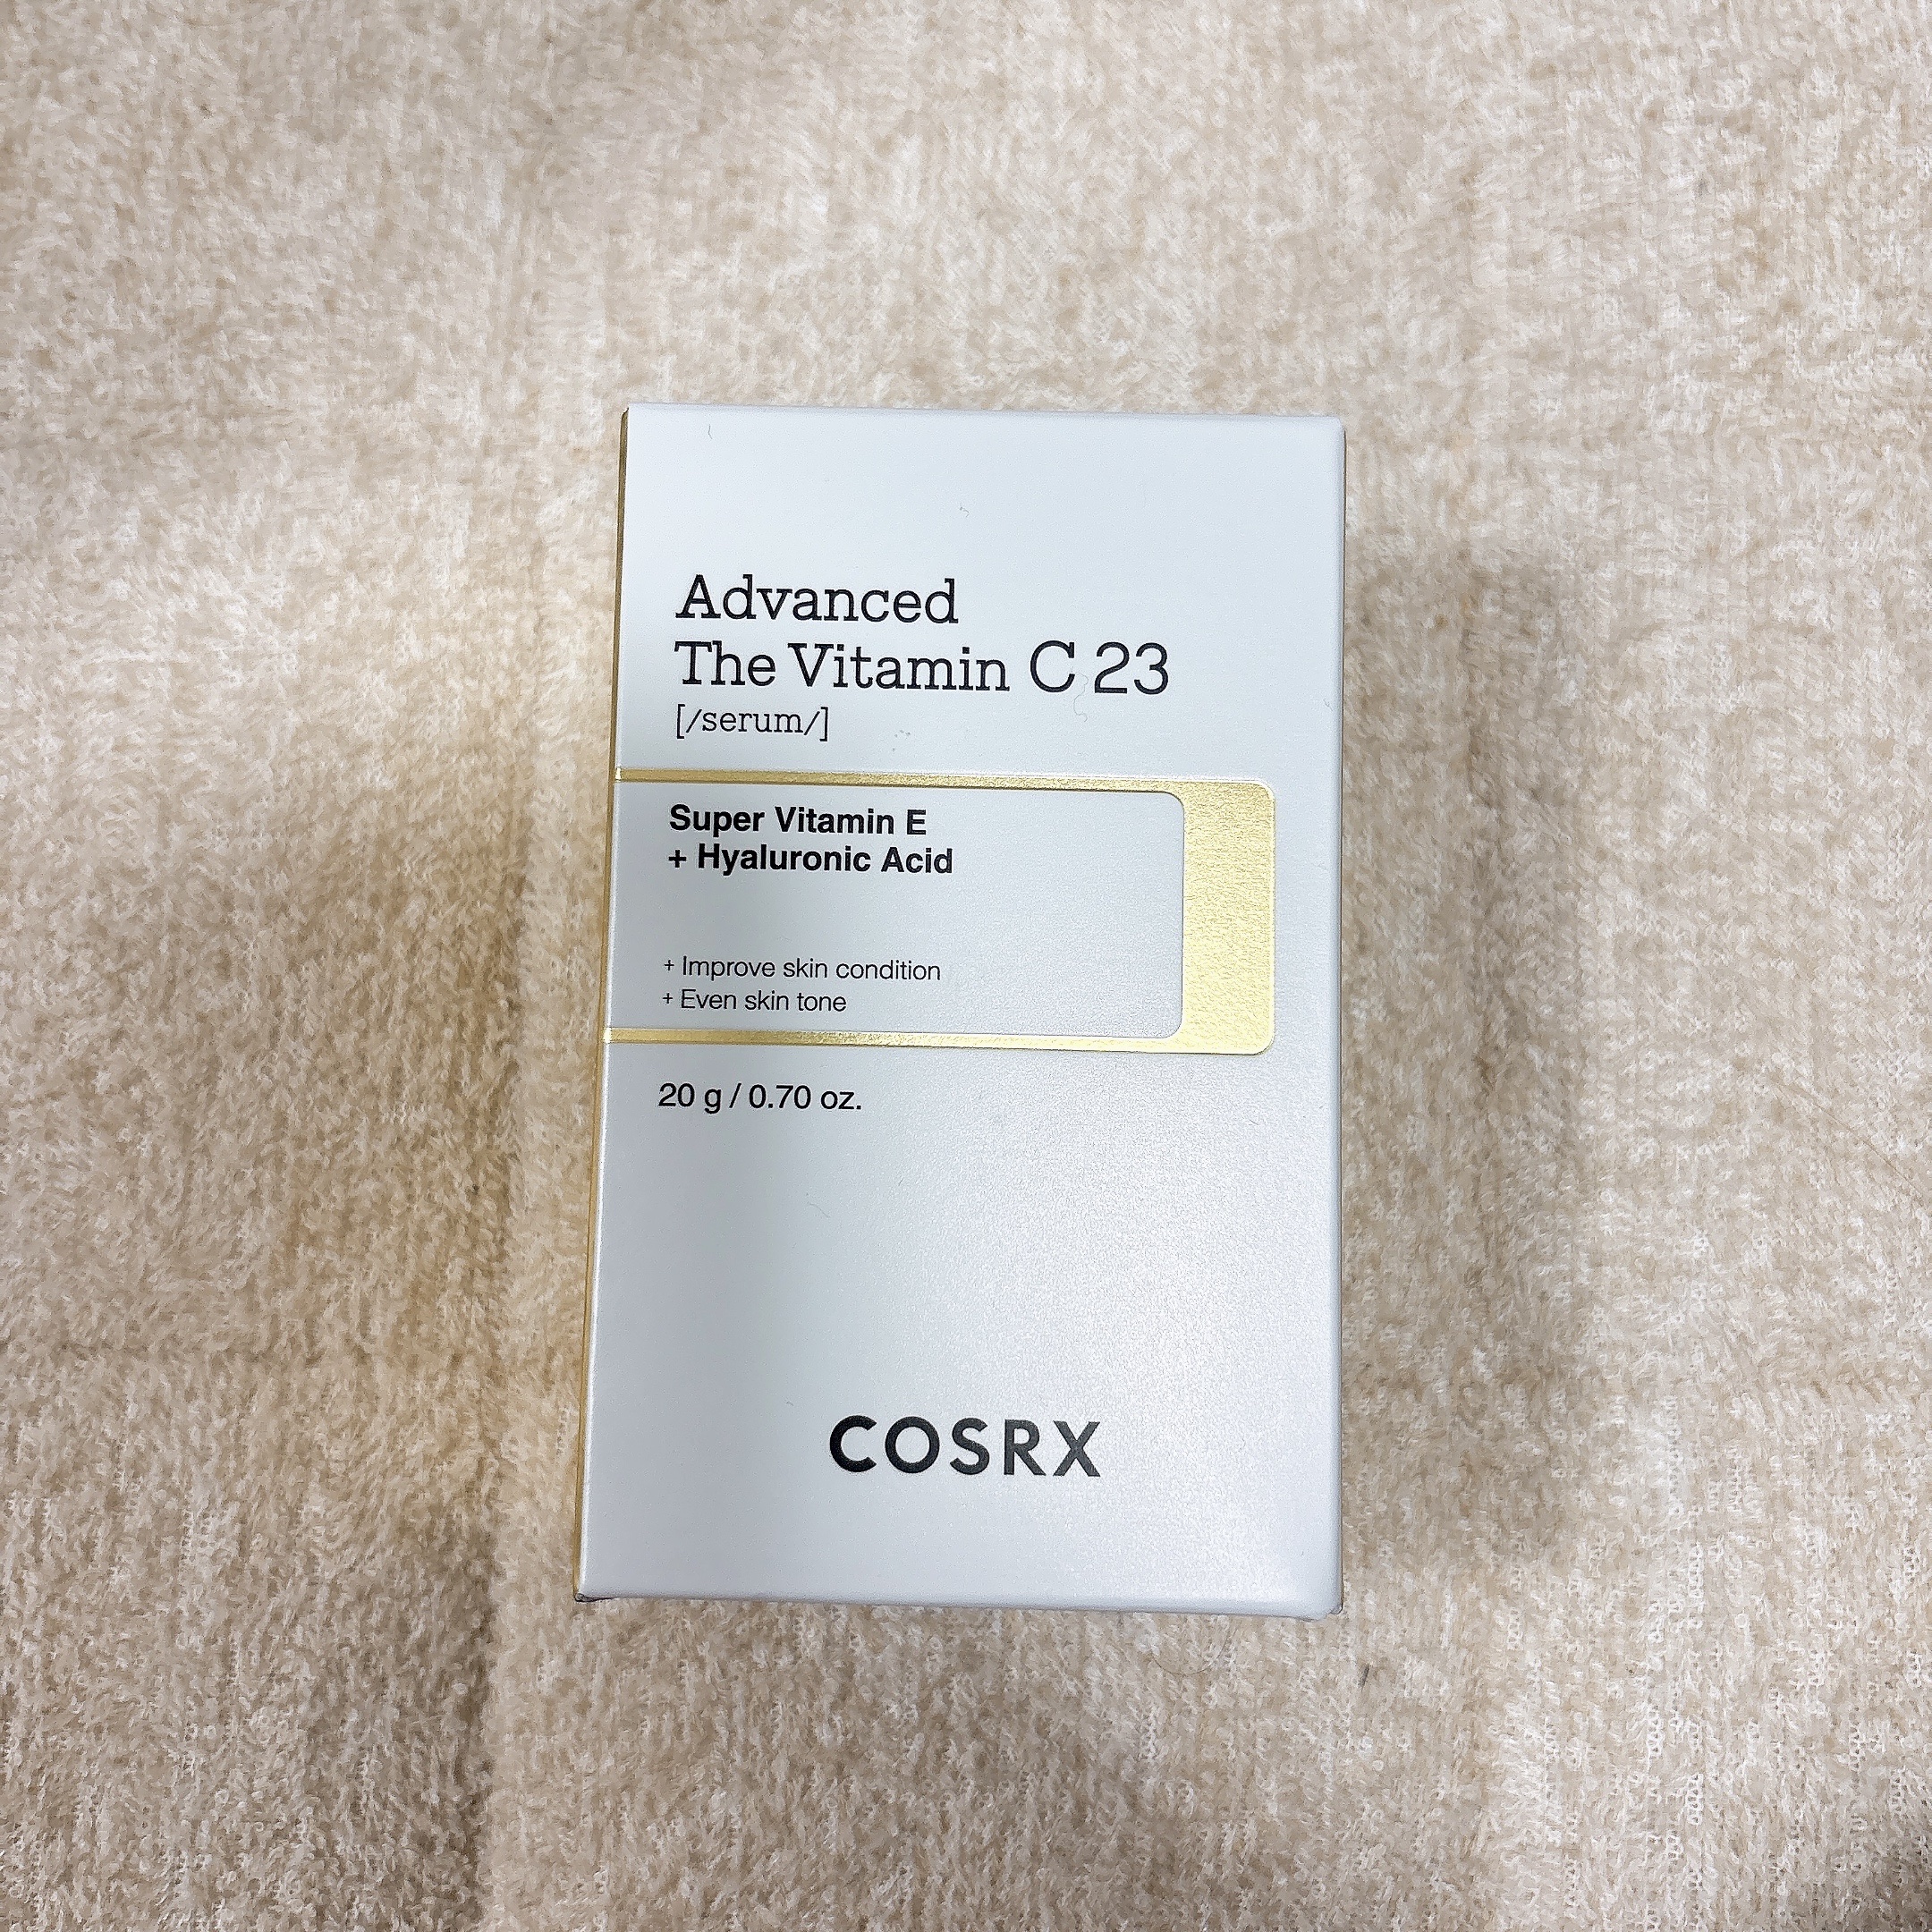 Advanced
The Vitamin C 23
[/serum/]
Super Vitamin E
+ Hyaluronic Acid
+ Improve skin condition
+ Even skin tone
20 g / 0.70 oz.
COSRX